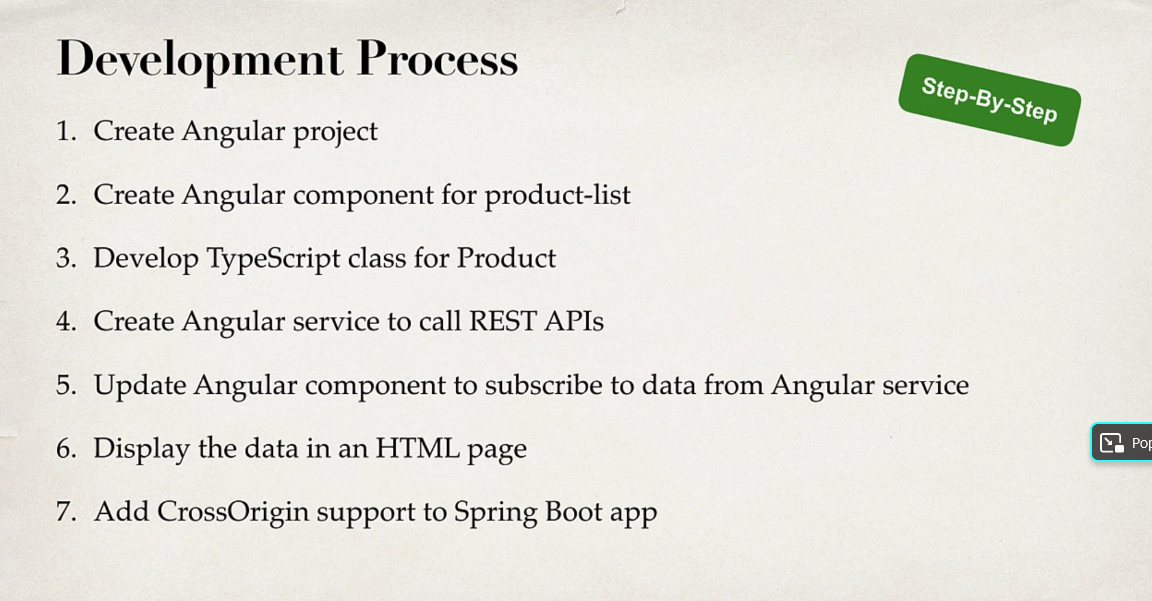 Development Process
Step-By-Step
1. Create Angular project
2. Create Angular component for product-list
3. Develop TypeScript class for Product
4. Create Angular service to call REST APIs
5. Update Angular component to subscribe to data from Angular service
6. Display the data in an HTML page
7. Add CrossOrigin support to Spring Boot app
Pop